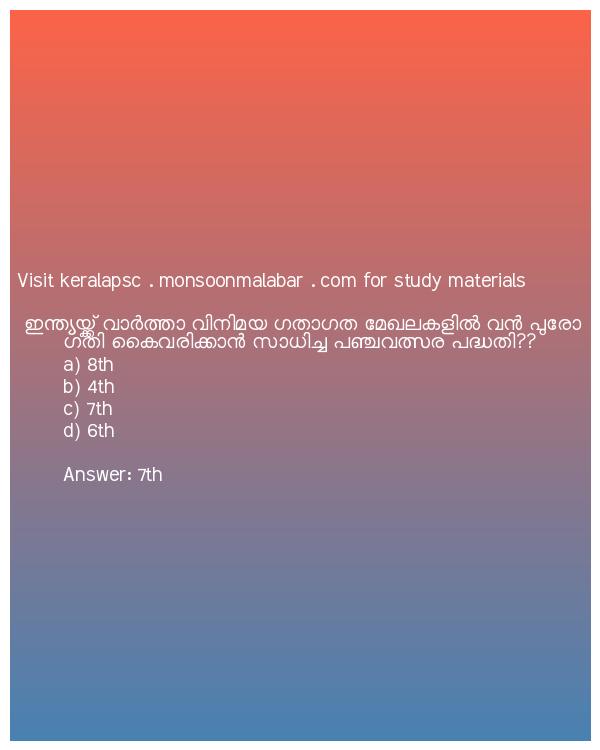 Visit keralapsc . monsoonmalabar . com for study materials
ഇന്ത്യയ്ക്ക് വാർത്താ വിനിമയ ഗതാഗത മേഖലകളിൽ വൻ പുരോ
ഗതി കൈവരിക്കാൻ സാധിച്ച പഞ്ചവത്സര പദ്ധതി??
a) 8th
b) 4th
c) 7th
d) 6th
Answer: 7th